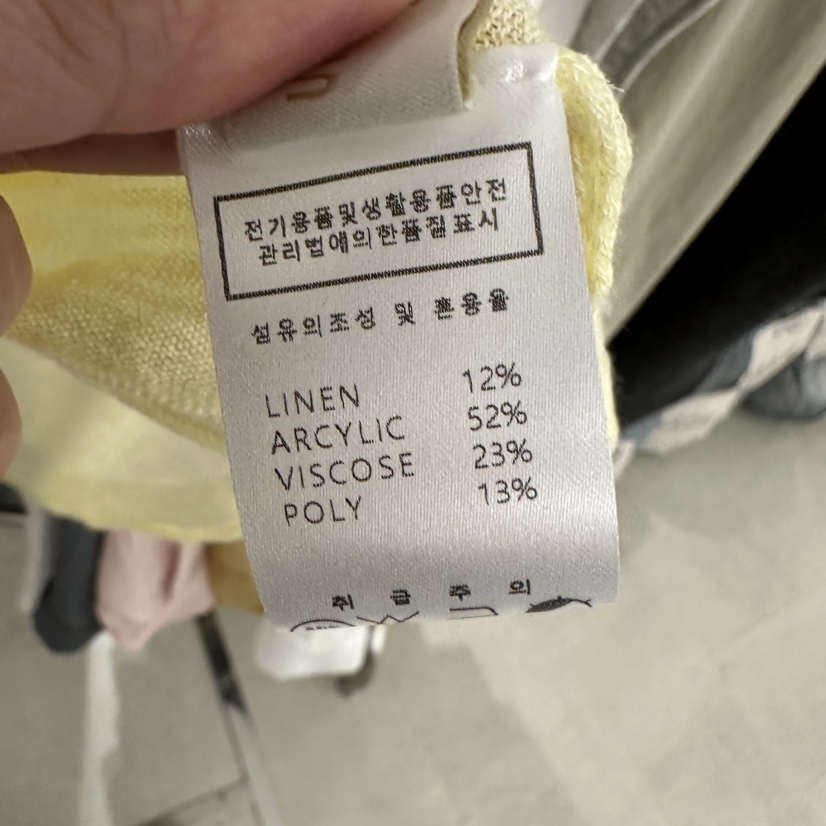 전기용품및생활용품안전
관리법에의한품질표시
섬유의조성 및 혼용율
LINEN 12%
ARCYLIC 52%
VISCOSE 23%
POLY 13%
취급주의